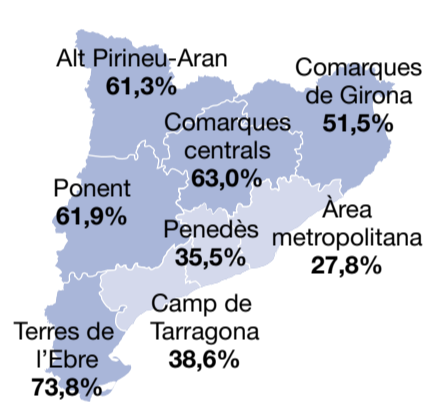 Alt Pirineu-Aran
61,3%
Comarques
de Girona
51,5%
Comarques
centrals
63,0%
Ponent
61,9%
Penedès
35,5%
Àrea
metropolitana
27,8%
Camp de
Tarragona
38,6%
Terres de
l'Ebre
73,8%